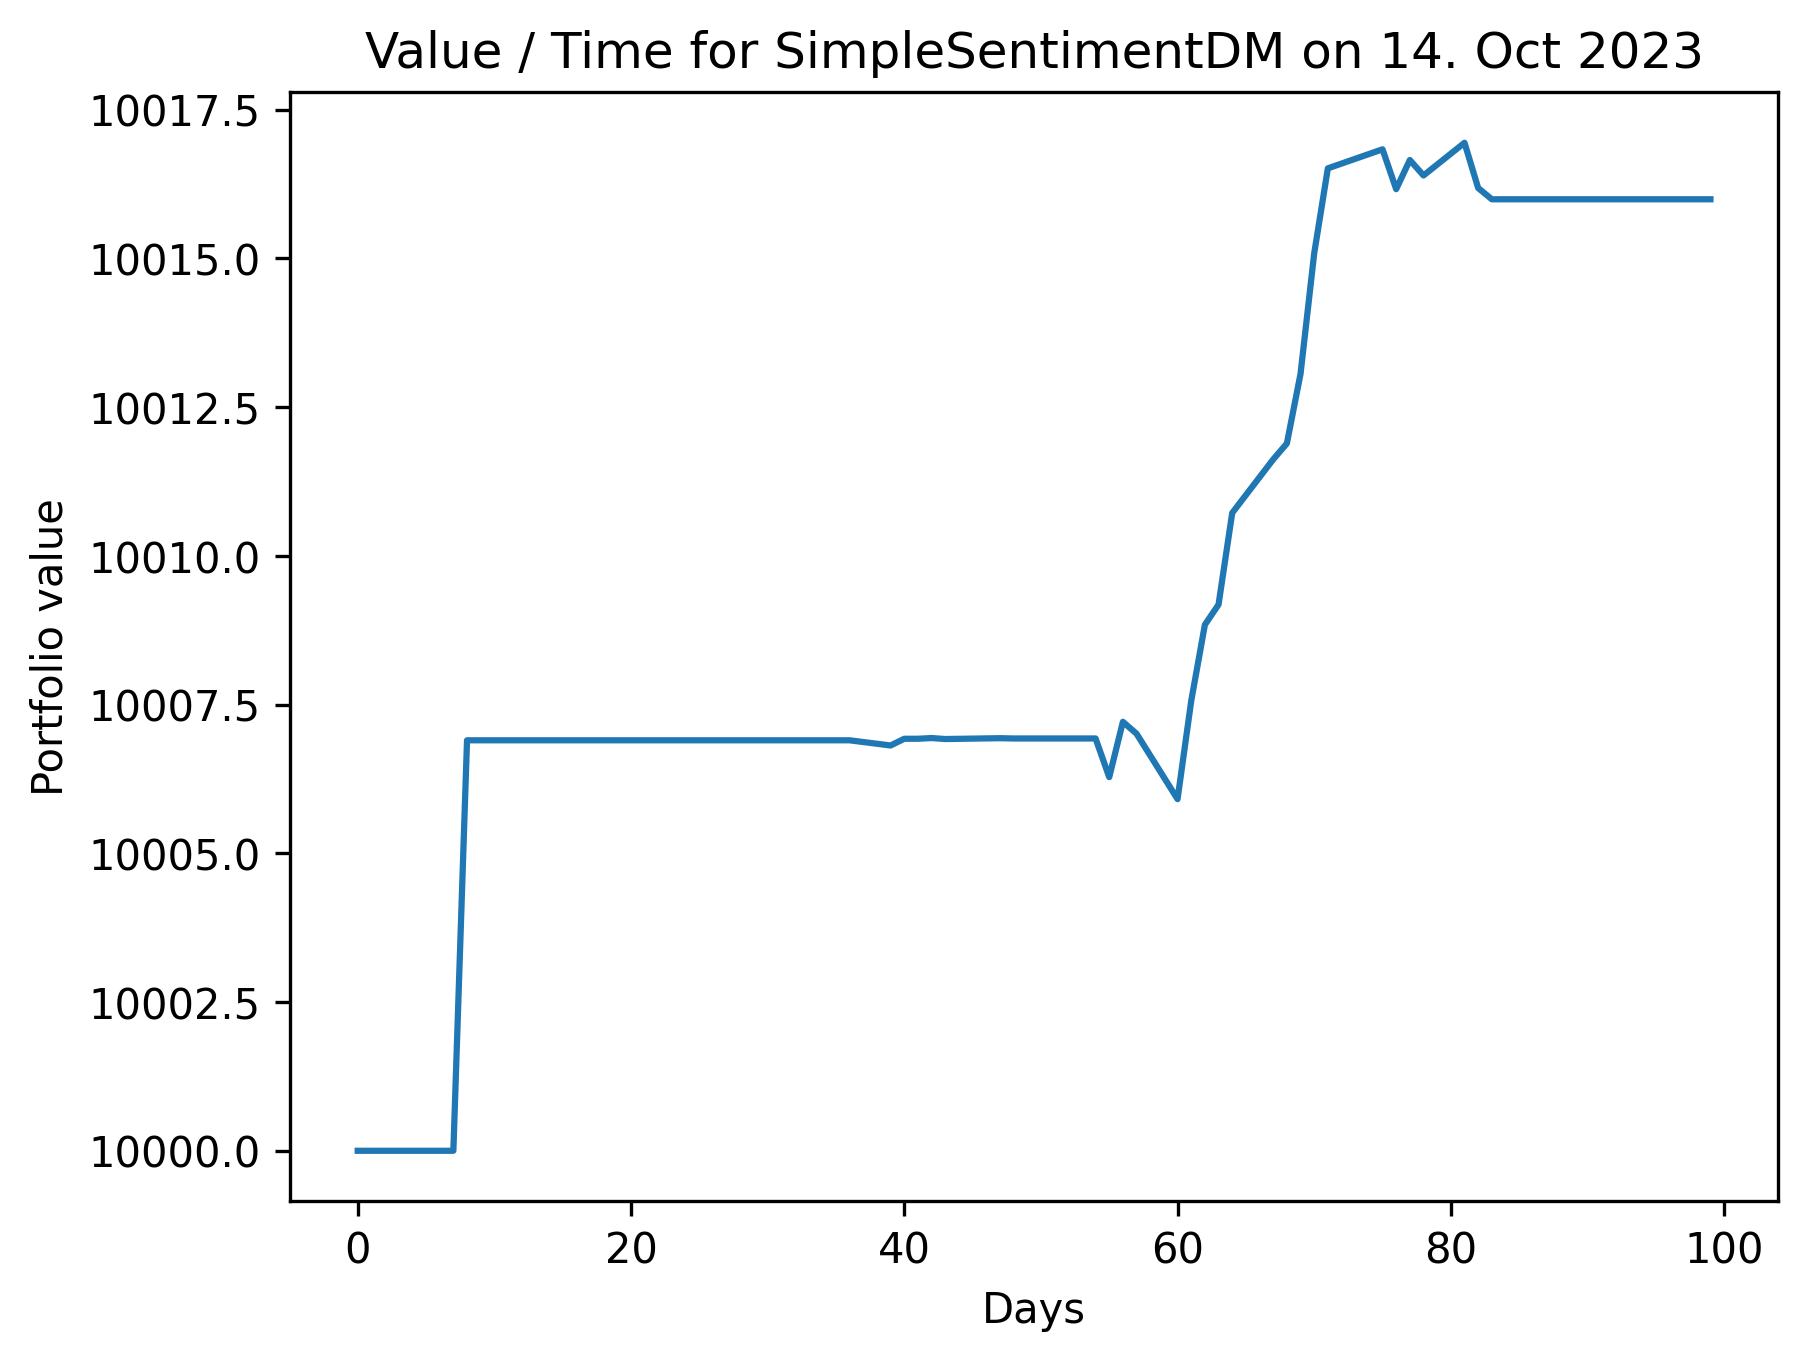 Value / Time for SimpleSentimentDM on 14. Oct 2023
10017.5
10015.0
10012.5
10010.0
10007.5
10005.0
10002.5
10000.0
Portfolio value
0 20 40 60 80 100
Days